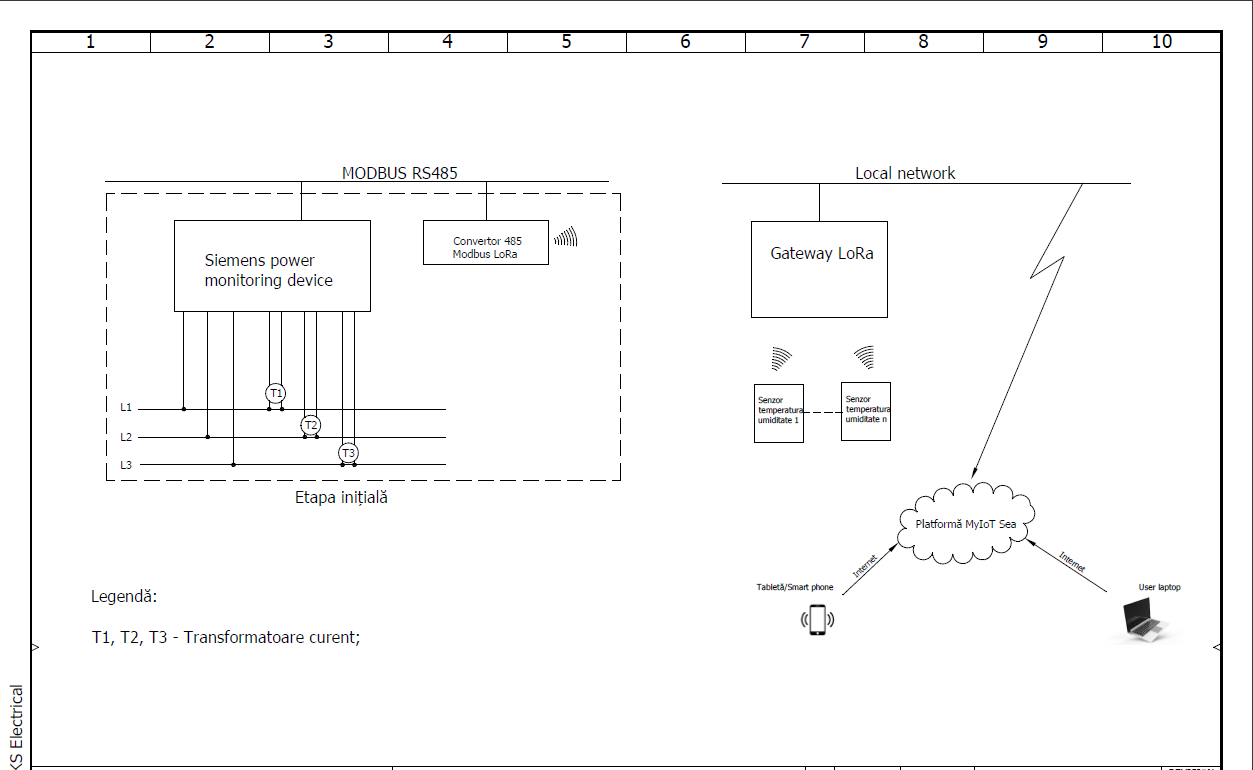 1 2 3 4 5 6 7 8 9 10
MODBUS RS485
Siemens power
monitoring device
Convertor 485
Modbus LoRa
T1
L1
T2
L2
T3
L3
Etapa inițială
Legendă:
T1, T2, T3 - Transformatoare curent;
Local network
Gateway LoRa
Senzor
temperatura
umiditate 1
Senzor
temperatura
umiditate n
Platformă MyIoT Sea
Internet
Internet
Tabletă/Smart phone
User laptop
Electrical